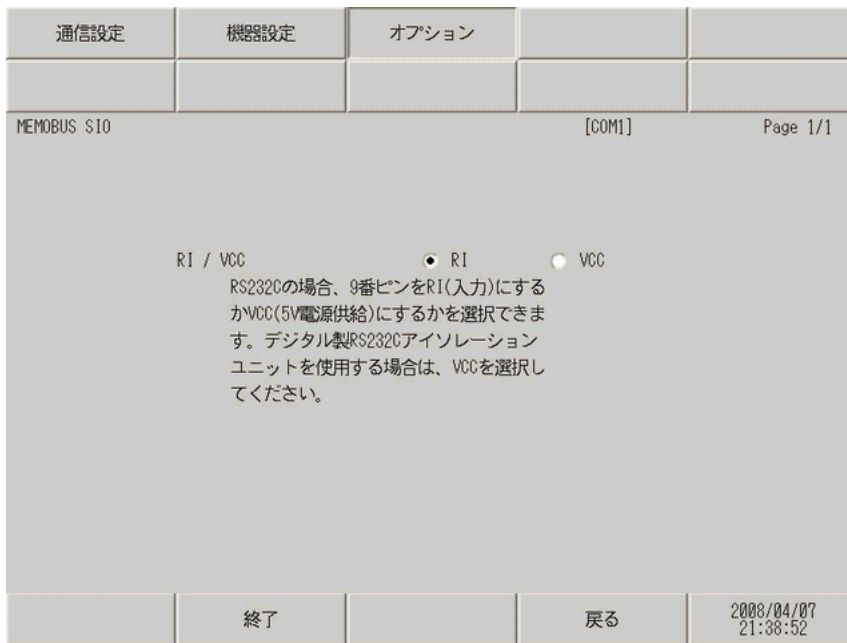 通信設定 機器設定 オプション
MEMOBUS SIO [COM1] Page 1/1
RI / VCC RI VCC
RS232Cの場合、9番ピンをRI(入力)にする
かVCC(5V電源供給)にするかを選択できま
す。デジタル製RS232Cアイソレーション
ユニットを使用する場合は、VCCを選択し
てください。
終了 戻る 2008/04/07
21:38:52